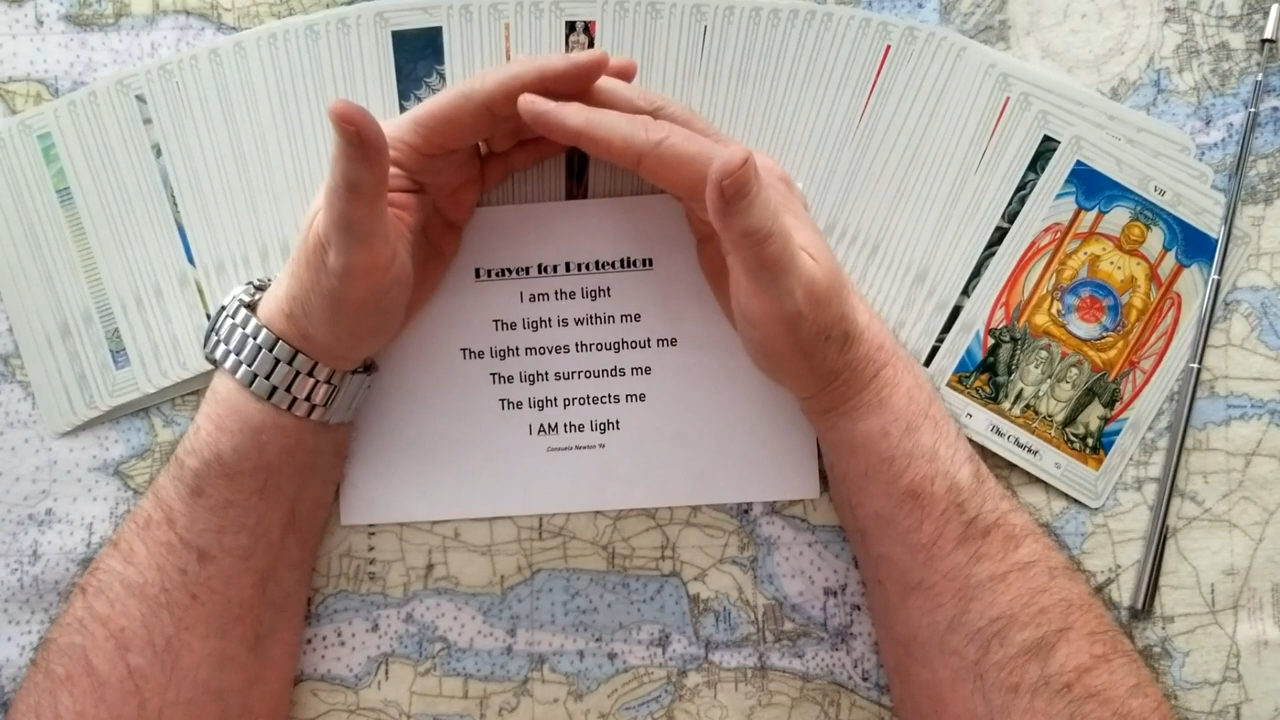 VII
Prayer for Protection
I am the light
The light is within me
The light moves throughout me
The light surrounds me
The light protects me
I AM the light
Consuela Newton '96
The Chariot